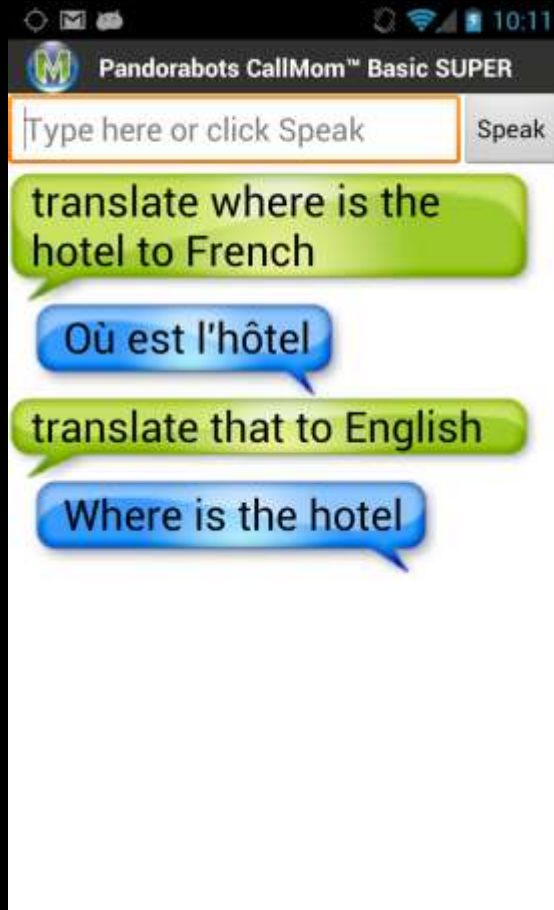 10:11
Pandorabots CallMom™ Basic SUPER
Type here or click Speak
Speak
translate where is the
hotel to French
Où est l'hôtel
translate that to English
Where is the hotel